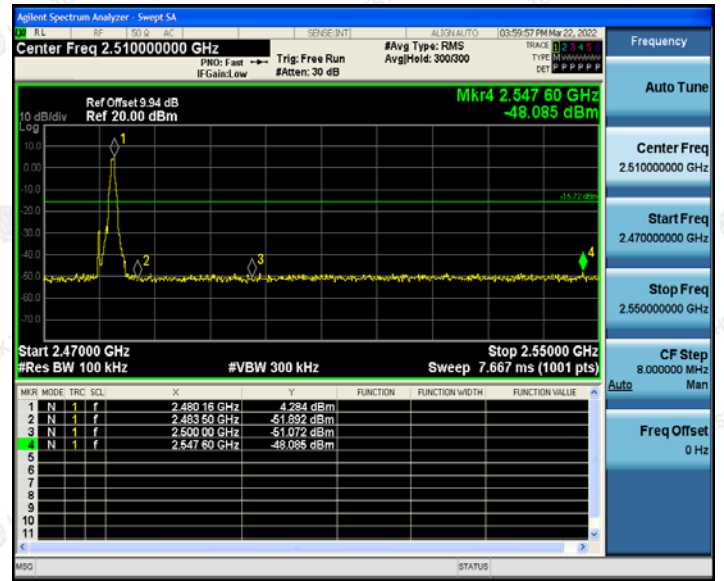 Agilent Spectrum Analyzer - Swept SA
RL RF 50 Ω AC SENSE:INT ALIGNAUTO 03:59:57 PM Mar 22, 2022
Center Freq 2.510000000 GHz
PNO: Fast
IFGain:Low
Trig: Free Run
#Atten: 30 dB
#Avg Type: RMS
Avg|Hold: 300/300
TRACE 1 2 3 4 5 6
TYPE M
DET P P P P P P
Ref Offset 9.94 dB
Ref 20.00 dBm
10 dB/div
Log
Mkr4 2.547 60 GHz
-48.085 dBm
10.0
0.00
-10.0
-20.0
-30.0
-40.0
-50.0
-60.0
-70.0
1
2
3
4
-15.72 dBm
Start 2.47000 GHz
Stop 2.55000 GHz
#Res BW 100 kHz
#VBW 300 kHz
Sweep 7.667 ms (1001 pts)
MKR MODE TRC SCL X Y FUNCTION FUNCTION WIDTH FUNCTION VALUE
1 N 1 f 2.480 16 GHz 4.284 dBm
2 N 1 f 2.483 50 GHz -51.892 dBm
3 N 1 f 2.500 00 GHz -51.072 dBm
4 N 1 f 2.547 60 GHz -48.085 dBm
5
6
7
8
9
10
11
MSG
STATUS
Frequency
Auto Tune
Center Freq
2.510000000 GHz
Start Freq
2.470000000 GHz
Stop Freq
2.550000000 GHz
CF Step
8.000000 MHz
Auto Man
Freq Offset
0 Hz